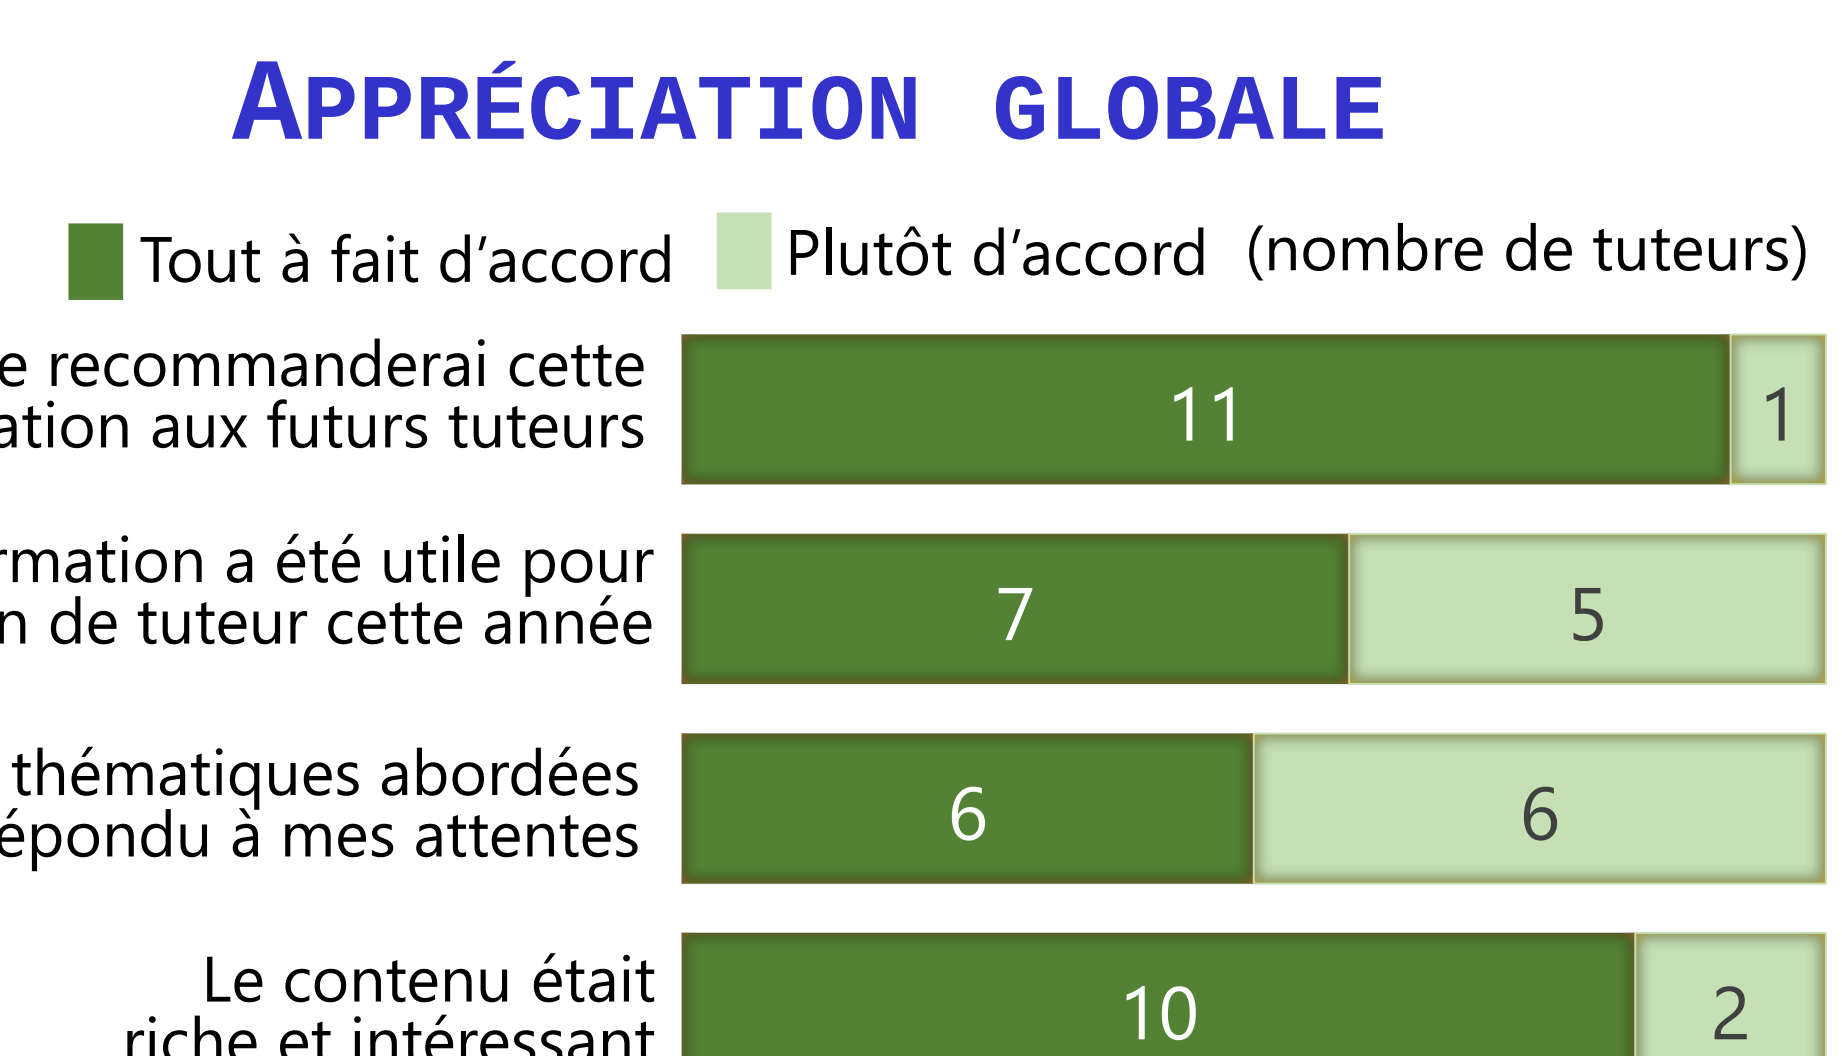 APPRÉCIATION GLOBALE
Tout à fait d’accord Plutôt d’accord (nombre de tuteurs)
e recommanderai cette
ation aux futurs tuteurs
11 1
rmation a été utile pour
n de tuteur cette année
7 5
thématiques abordées
épondu à mes attentes
6 6
Le contenu était
riche et intéressant
10 2